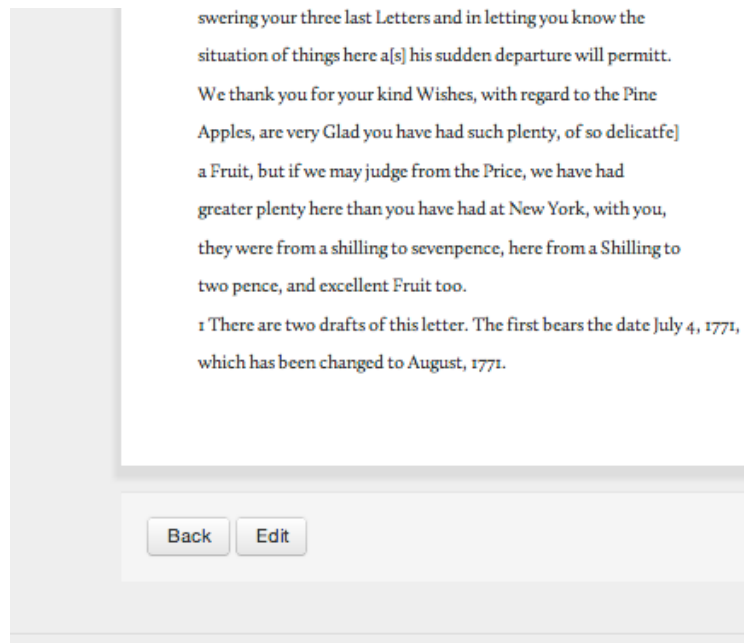 swering your three last Letters and in letting you know the
situation of things here a[s] his sudden departure will permitt.
We thank you for your kind Wishes, with regard to the Pine
Apples, are very Glad you have had such plenty, of so delicatfe]
a Fruit, but if we may judge from the Price, we have had
greater plenty here than you have had at New York, with you,
they were from a shilling to sevenpence, here from a Shilling to
two pence, and excellent Fruit too.
1 There are two drafts of this letter. The first bears the date July 4, 1771,
which has been changed to August, 1771.
Back Edit